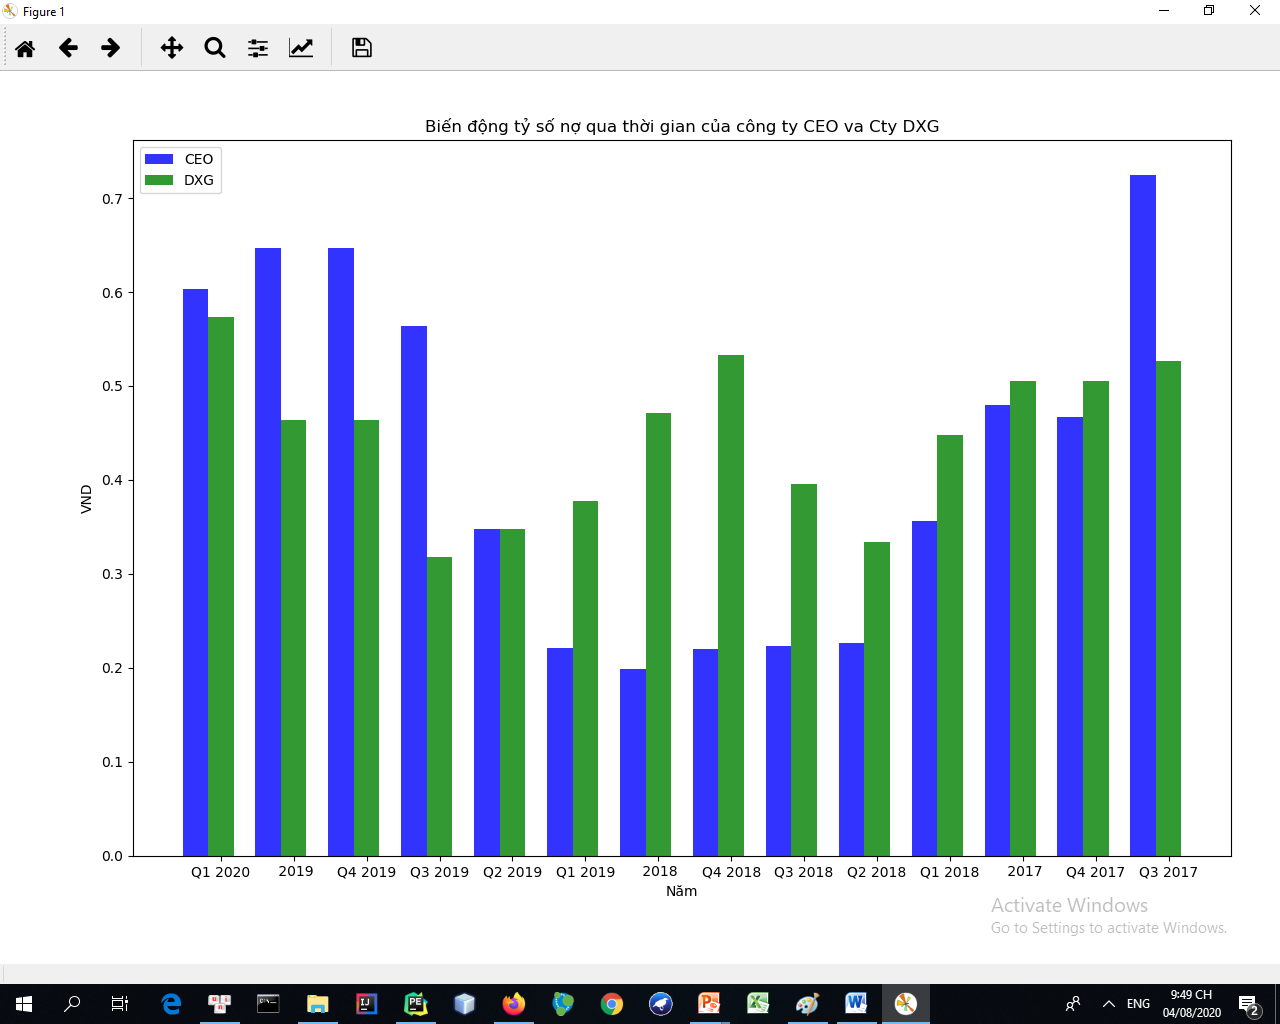 Figure 1
Biến động tỷ số nợ qua thời gian của công ty CEO va Cty DXG
CEO
DXG
0.7
0.6
0.5
0.4
0.3
0.2
0.1
0.0
VND
Q1 2020 2019 Q4 2019 Q3 2019 Q2 2019 Q1 2019 2018 Q4 2018 Q3 2018 Q2 2018 Q1 2018 2017 Q4 2017 Q3 2017
Năm
Activate Windows
Go to Settings to activate Windows.
ENG
9:49 CH
04/08/2020
2